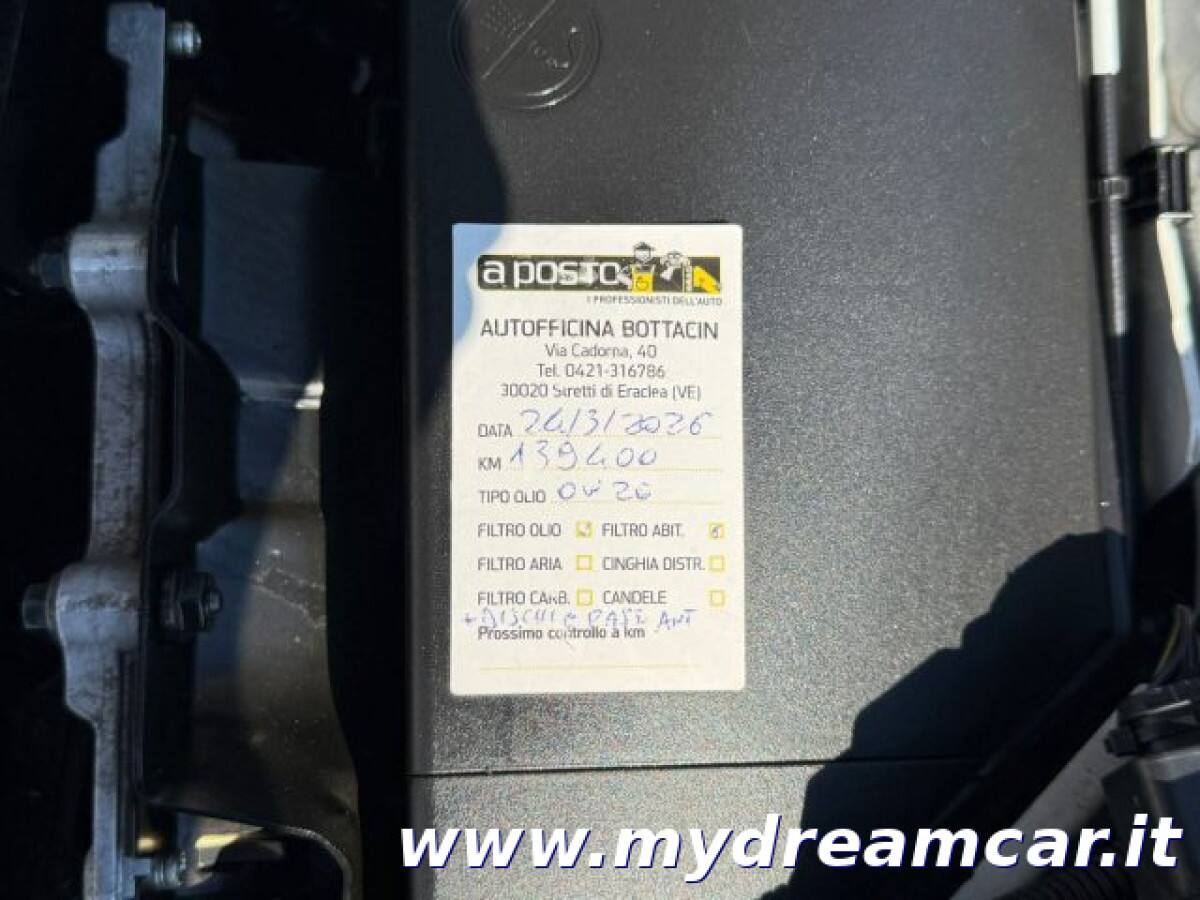 a posto
I PROFESSIONISTI DELL'AUTO
AUTOFFICINA BOTTACIN
Via Cadorna, 40
Tel. 0421-316786
30020 Stretti di Eraclea (VE)
DATA 24/3/2026
KM 139400
TIPO OLIO 0W20
FILTRO OLIO FILTRO ABIT.
FILTRO ARIA CINGHIA DISTR.
FILTRO CARB. CANDELE
+ DISCHI e PAST ANT
Prossimo controllo a km
www.mydreamcar.it